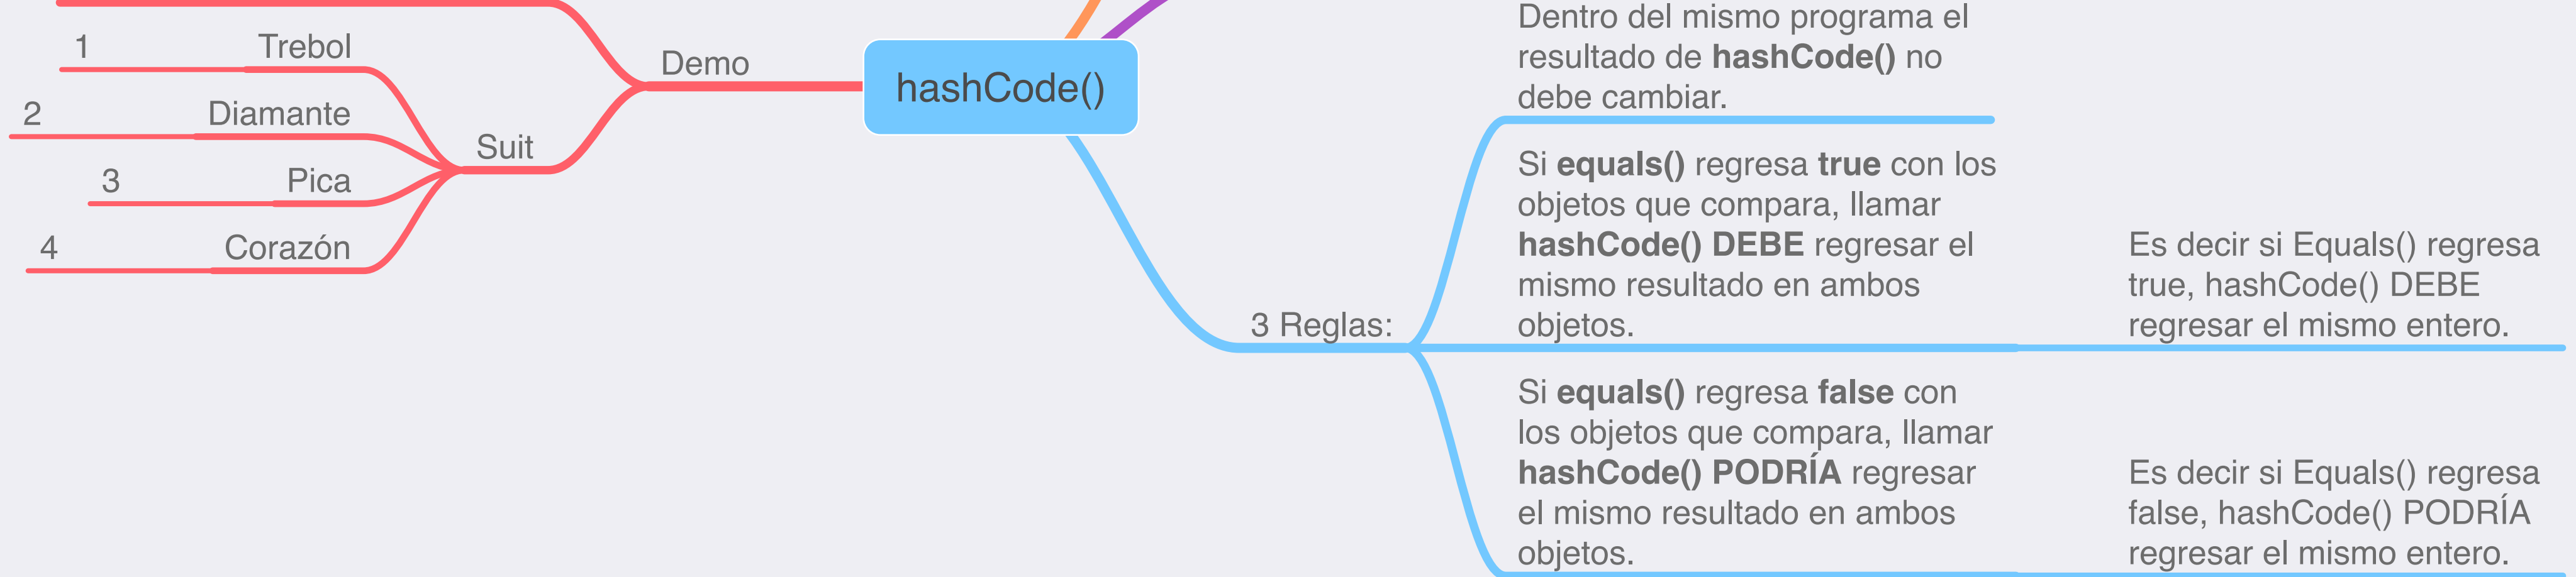 1
Trebol
2
Diamante
3
Pica
4
Corazón
Suit
Demo
hashCode()
3 Reglas:
Dentro del mismo programa el
resultado de hashCode() no
debe cambiar.
Si equals() regresa true con los
objetos que compara, llamar
hashCode() DEBE regresar el
mismo resultado en ambos
objetos.
Es decir si Equals() regresa
true, hashCode() DEBE
regresar el mismo entero.
Si equals() regresa false con
los objetos que compara, llamar
hashCode() PODRÍA regresar
el mismo resultado en ambos
objetos.
Es decir si Equals() regresa
false, hashCode() PODRÍA
regresar el mismo entero.